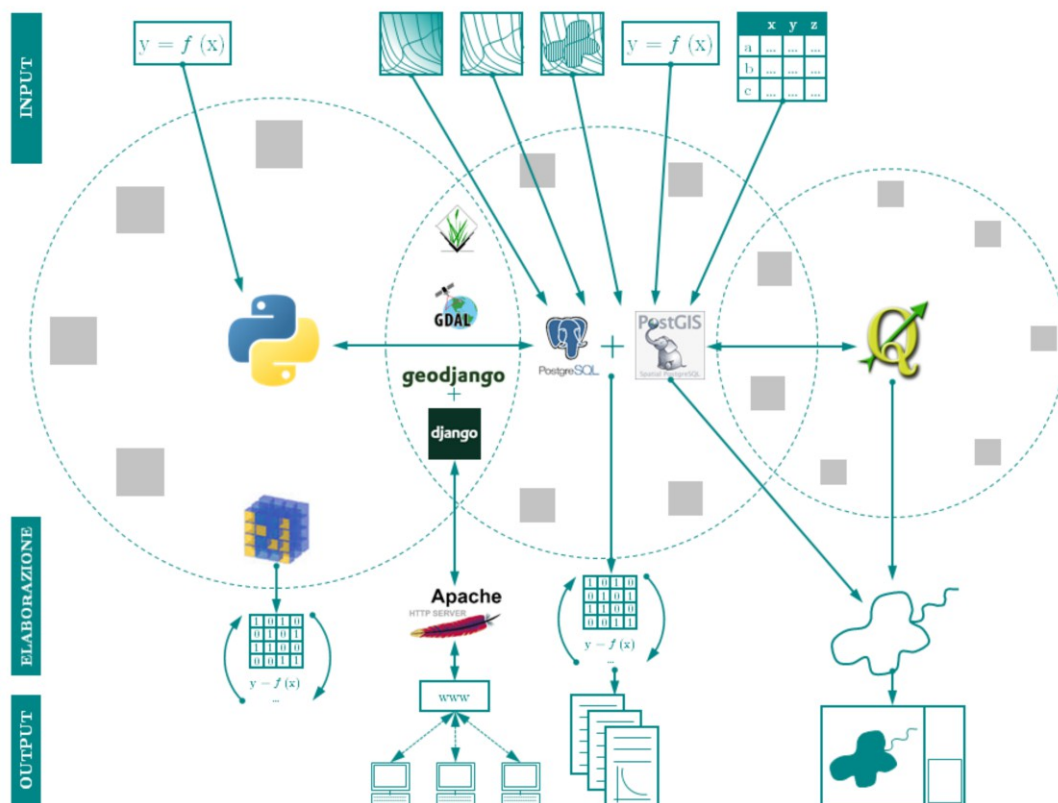 INPUT
y = f (x)
y = f (x)
x y z
a ... ... ...
b ... ... ...
c ... ... ...
GDAL
PostgreSQL
+
PostGIS
Spatial PostgreSQL
Q
geodjango
+
django
ELABORAZIONE
Apache
HTTP SERVER
1 0 1 0
0 1 0 1
1 1 0 0
0 0 1 1
y = f (x)
...
1 0 1 0
0 1 0 1
1 1 0 0
0 0 1 1
y = f (x)
...
OUTPUT
www